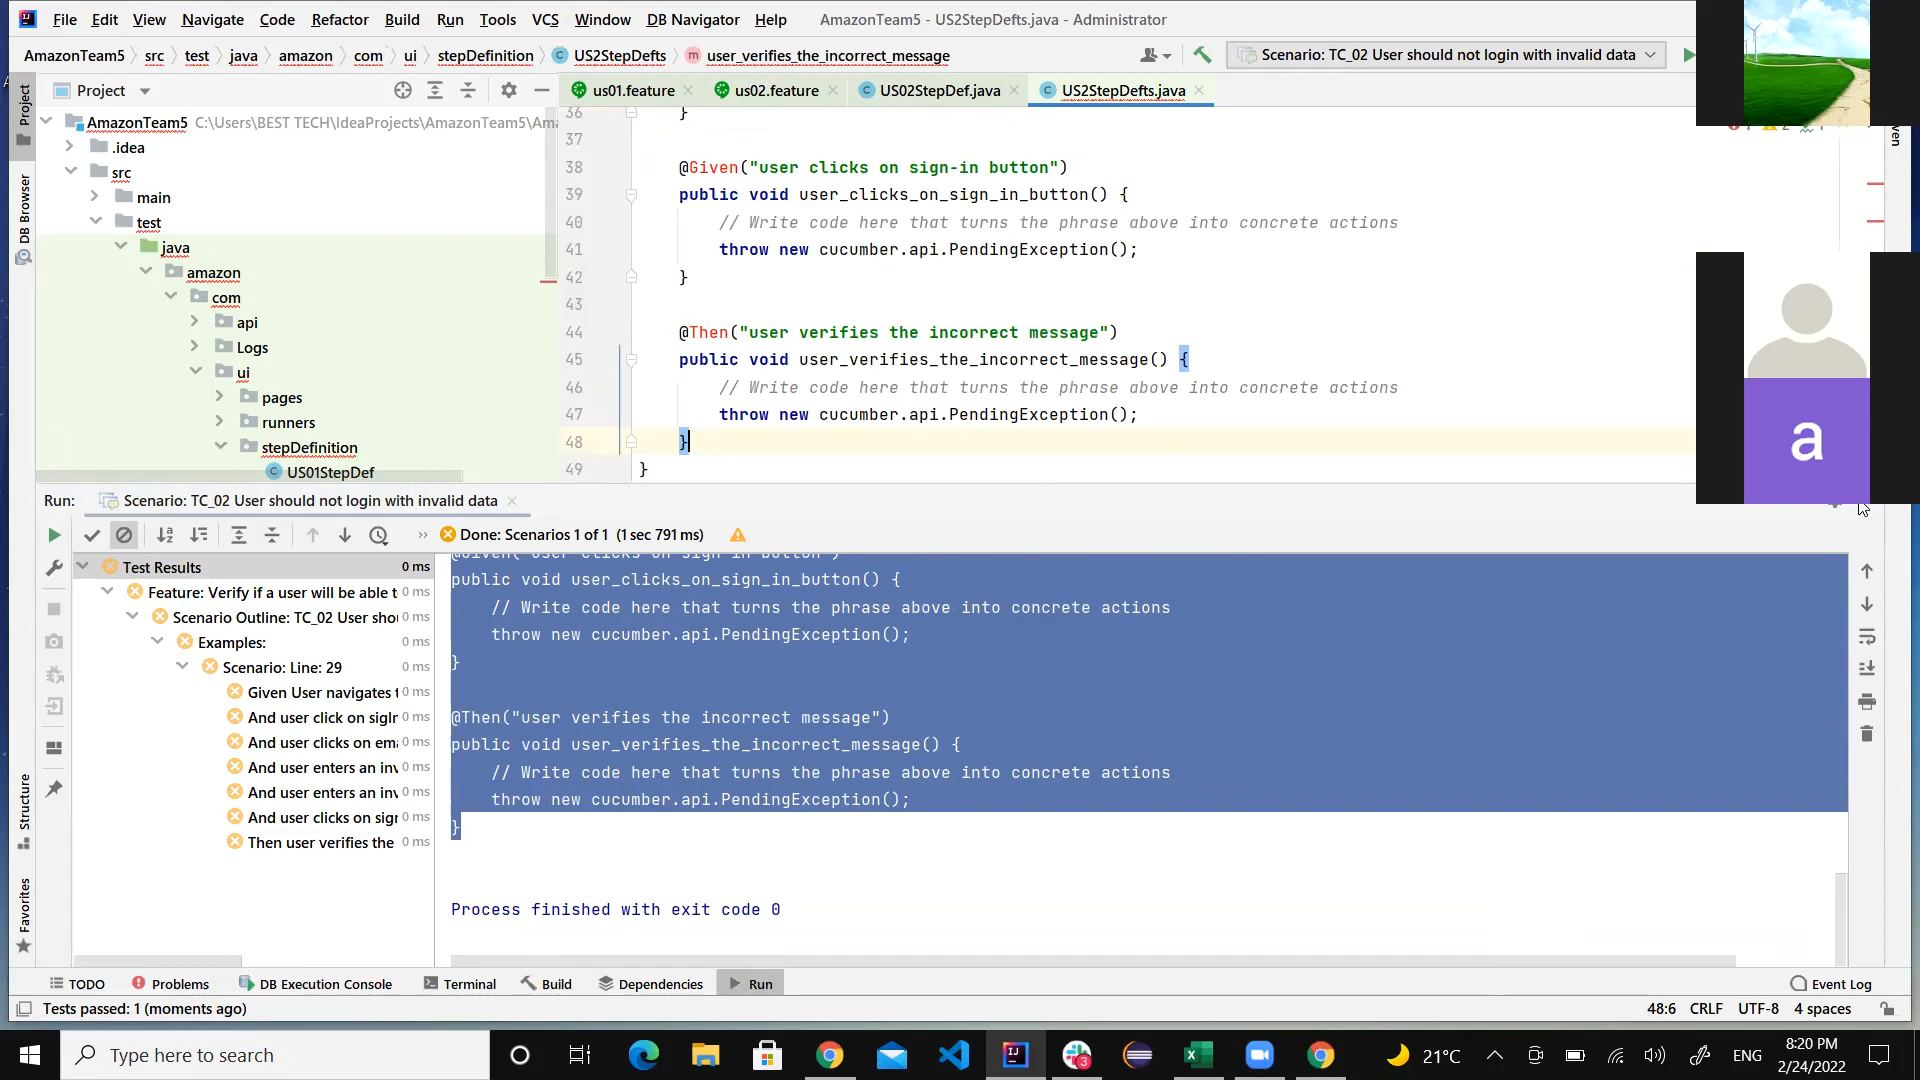 File Edit View Navigate Code Refactor Build Run Tools VCS Window DB Navigator Help AmazonTeam5 - US2StepDefts.java - Administrator
AmazonTeam5 src test java amazon com ui stepDefinition US2StepDefts user_verifies_the_incorrect_message Scenario: TC_02 User should not login with invalid data
Project us01.feature us02.feature US02StepDef.java US2StepDefts.java
AmazonTeam5 C:\Users\BEST TECH\IdeaProjects\AmazonTeam5\Ama
.idea
src
main
test
java
amazon
com
api
Logs
ui
pages
runners
stepDefinition
US01StepDef
Project
DB Browser
36 }
37
38 @Given("user clicks on sign-in button")
39 public void user_clicks_on_sign_in_button() {
40 // Write code here that turns the phrase above into concrete actions
41 throw new cucumber.api.PendingException();
42 }
43
44 @Then("user verifies the incorrect message")
45 public void user_verifies_the_incorrect_message() {
46 // Write code here that turns the phrase above into concrete actions
47 throw new cucumber.api.PendingException();
48 }
49 }
a
Run: Scenario: TC_02 User should not login with invalid data
Done: Scenarios 1 of 1 (1 sec 791 ms)
Test Results 0 ms
Feature: Verify if a user will be able t 0 ms
Scenario Outline: TC_02 User shou 0 ms
Examples: 0 ms
Scenario: Line: 29 0 ms
Given User navigates t 0 ms
And user click on sigIn 0 ms
And user clicks on ema 0 ms
And user enters an inv 0 ms
And user enters an inv 0 ms
And user clicks on sign 0 ms
Then user verifies the 0 ms
@Given("user clicks on sign-in button")
public void user_clicks_on_sign_in_button() {
// Write code here that turns the phrase above into concrete actions
throw new cucumber.api.PendingException();
}
@Then("user verifies the incorrect message")
public void user_verifies_the_incorrect_message() {
// Write code here that turns the phrase above into concrete actions
throw new cucumber.api.PendingException();
}
Process finished with exit code 0
Structure
Favorites
TODO Problems DB Execution Console Terminal Build Dependencies Run Event Log
Tests passed: 1 (moments ago) 48:6 CRLF UTF-8 4 spaces
Type here to search 21°C ENG 8:20 PM
2/24/2022